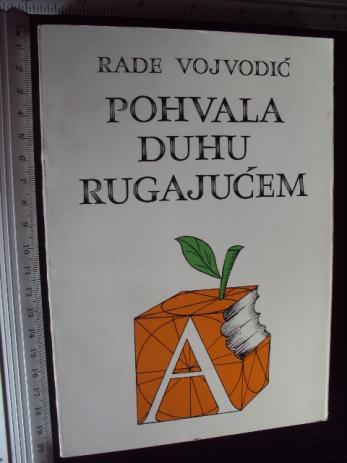 RADE VOJVODIĆ
POHVALA
DUHU
RUGAJUĆEM
A